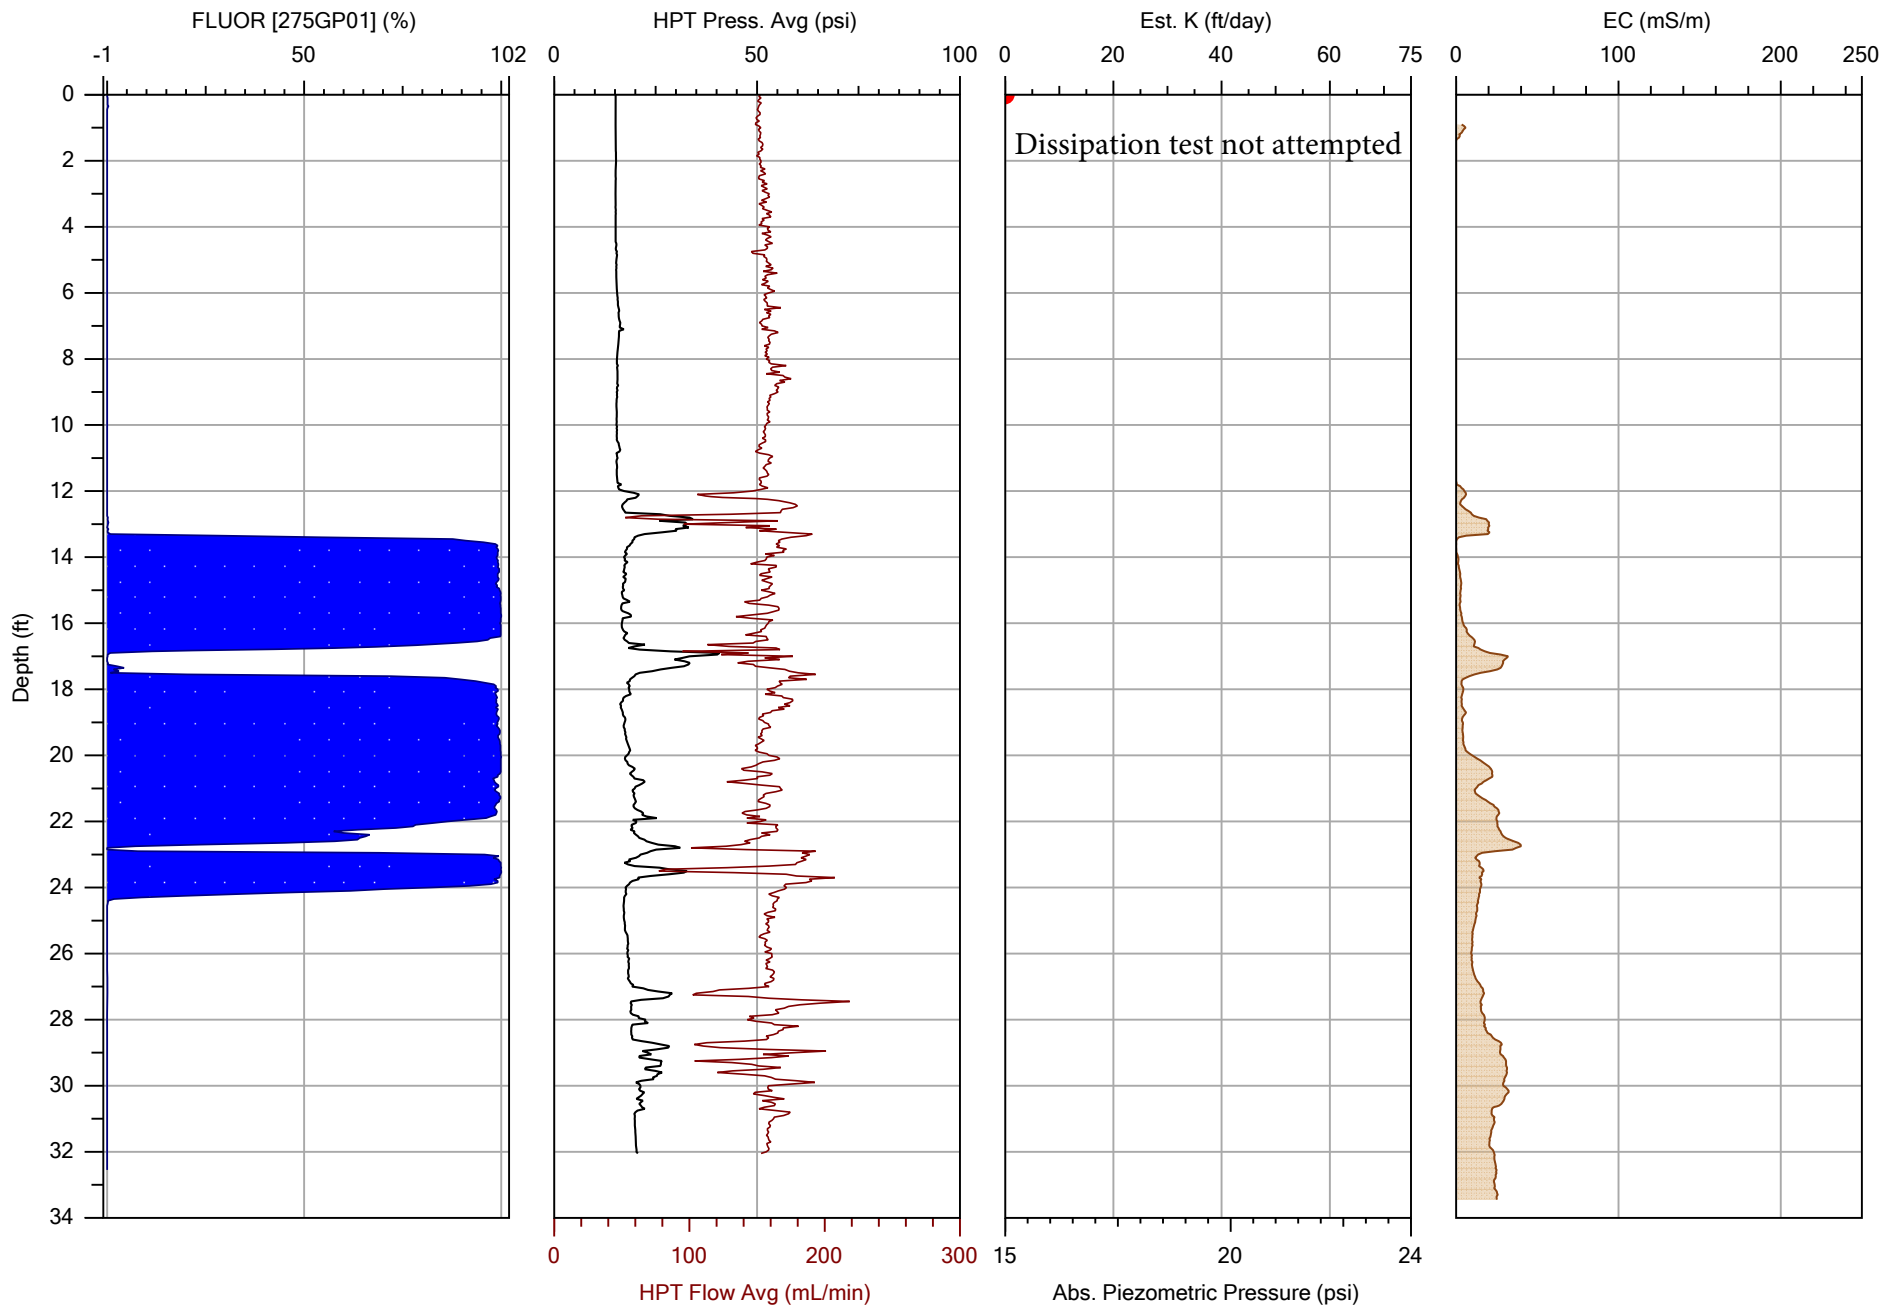 FLUOR [275GP01] (%)
HPT Press. Avg (psi)
Est. K (ft/day)
EC (mS/m)
-1 50 102
0 50 100
0 20 40 60 75
0 100 200 250
Dissipation test not attempted
Depth (ft)
0
2
4
6
8
10
12
14
16
18
20
22
24
26
28
30
32
34
0 100 200 300
15 20 24
HPT Flow Avg (mL/min)
Abs. Piezometric Pressure (psi)